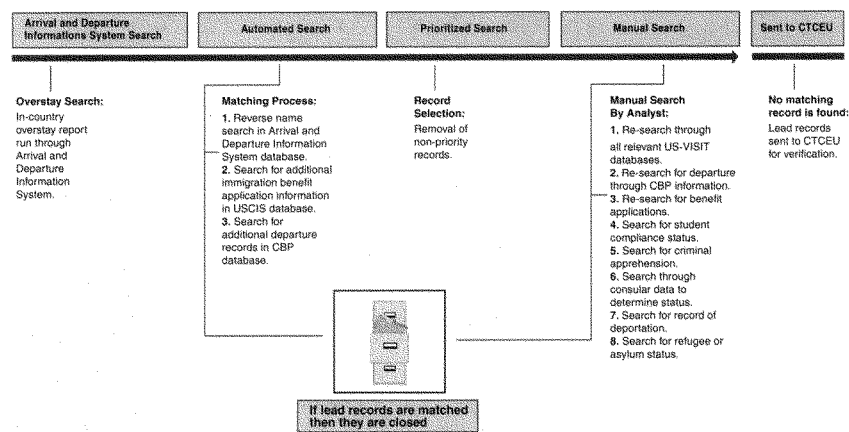 Arrival and Departure
Informations System Search
Automated Search
Prioritized Search
Manual Search
Sent to CTCEU
Overstay Search:
In-country
overstay report
run through
Arrival and
Departure
Information
System.
Matching Process:
1. Reverse name
search in Arrival and
Departure Information
System database.
2. Search for additional
immigration benefit
application information
in USCIS database.
3. Search for
additional departure
records in CBP
database.
Record
Selection:
Removal of
non-priority
records.
Manual Search
By Analyst:
1. Re-search through
all relevant US-VISIT
databases.
2. Re-search for departure
through CBP information.
3. Re-search for benefit
applications.
4. Search for student
compliance status.
5. Search for criminal
apprehension.
6. Search through
consular data to
determine status.
7. Search for record of
deportation.
8. Search for refugee or
asylum status.
No matching
record is found:
Lead records
sent to CTCEU
for verification.
If lead records are matched
then they are closed